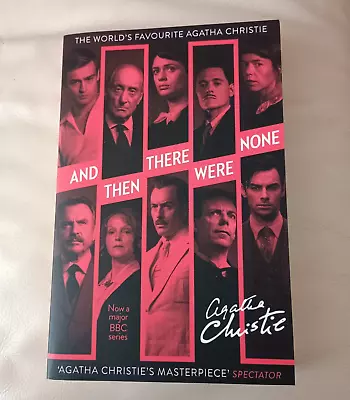 THE WORLD'S FAVOURITE AGATHA CHRISTIE
AND THEN THERE WERE NONE
Now a
major
BBC
series
Agatha
Christie
'AGATHA CHRISTIE'S MASTERPIECE' SPECTATOR